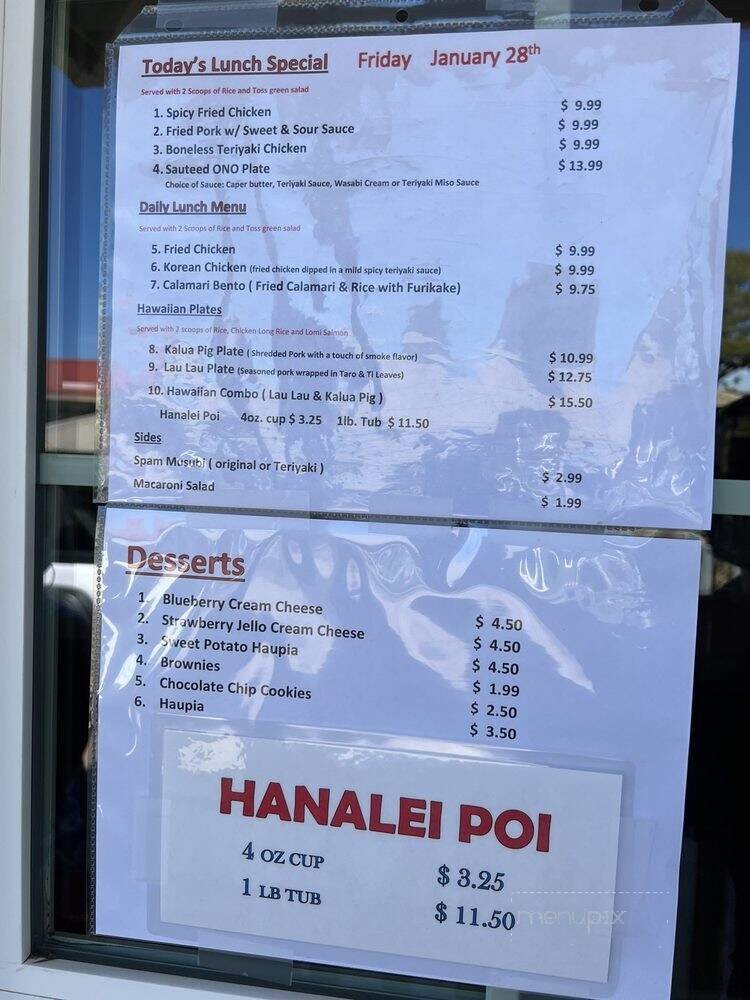 Today's Lunch Special Friday January 28th
Served with 2 Scoops of Rice and Toss green salad
1. Spicy Fried Chicken $ 9.99
2. Fried Pork w/ Sweet & Sour Sauce $ 9.99
3. Boneless Teriyaki Chicken $ 9.99
4. Sauteed ONO Plate $ 13.99
Choice of Sauce: Caper butter, Teriyaki Sauce, Wasabi Cream or Teriyaki Miso Sauce
Daily Lunch Menu
Served with 2 Scoops of Rice and Toss green salad
5. Fried Chicken $ 9.99
6. Korean Chicken (fried chicken dipped in a mild spicy teriyaki sauce) $ 9.99
7. Calamari Bento ( Fried Calamari & Rice with Furikake) $ 9.75
Hawaiian Plates
Served with 2 scoops of Rice, Chicken Long Rice and Lomi Salmon
8. Kalua Pig Plate ( Shredded Pork with a touch of smoke flavor) $ 10.99
9. Lau Lau Plate (Seasoned pork wrapped in Taro & Ti Leaves) $ 12.75
10. Hawaiian Combo ( Lau Lau & Kalua Pig ) $ 15.50
Hanalei Poi 4oz. cup $ 3.25 1lb. Tub $ 11.50
Sides
Spam Musubi ( original or Teriyaki ) $ 2.99
Macaroni Salad $ 1.99
Desserts
1. Blueberry Cream Cheese $ 4.50
2. Strawberry Jello Cream Cheese $ 4.50
3. Sweet Potato Haupia $ 4.50
4. Brownies $ 1.99
5. Chocolate Chip Cookies $ 2.50
6. Haupia $ 3.50
HANALEI POI
4 OZ CUP $ 3.25
1 LB TUB $ 11.50
menupix